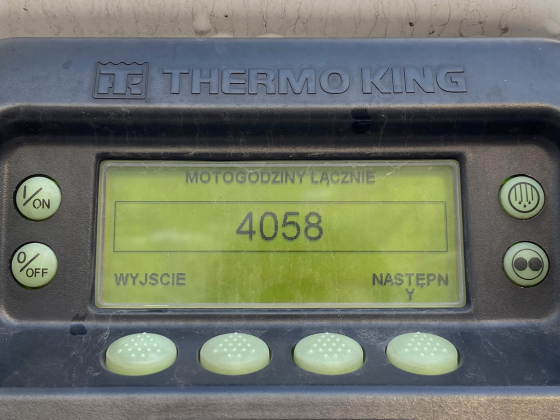 THERMO KING
MOTOGODZINY ŁĄCZNIE
I/ON
4058
O/OFF
WYJSCIE NASTĘPN
Y